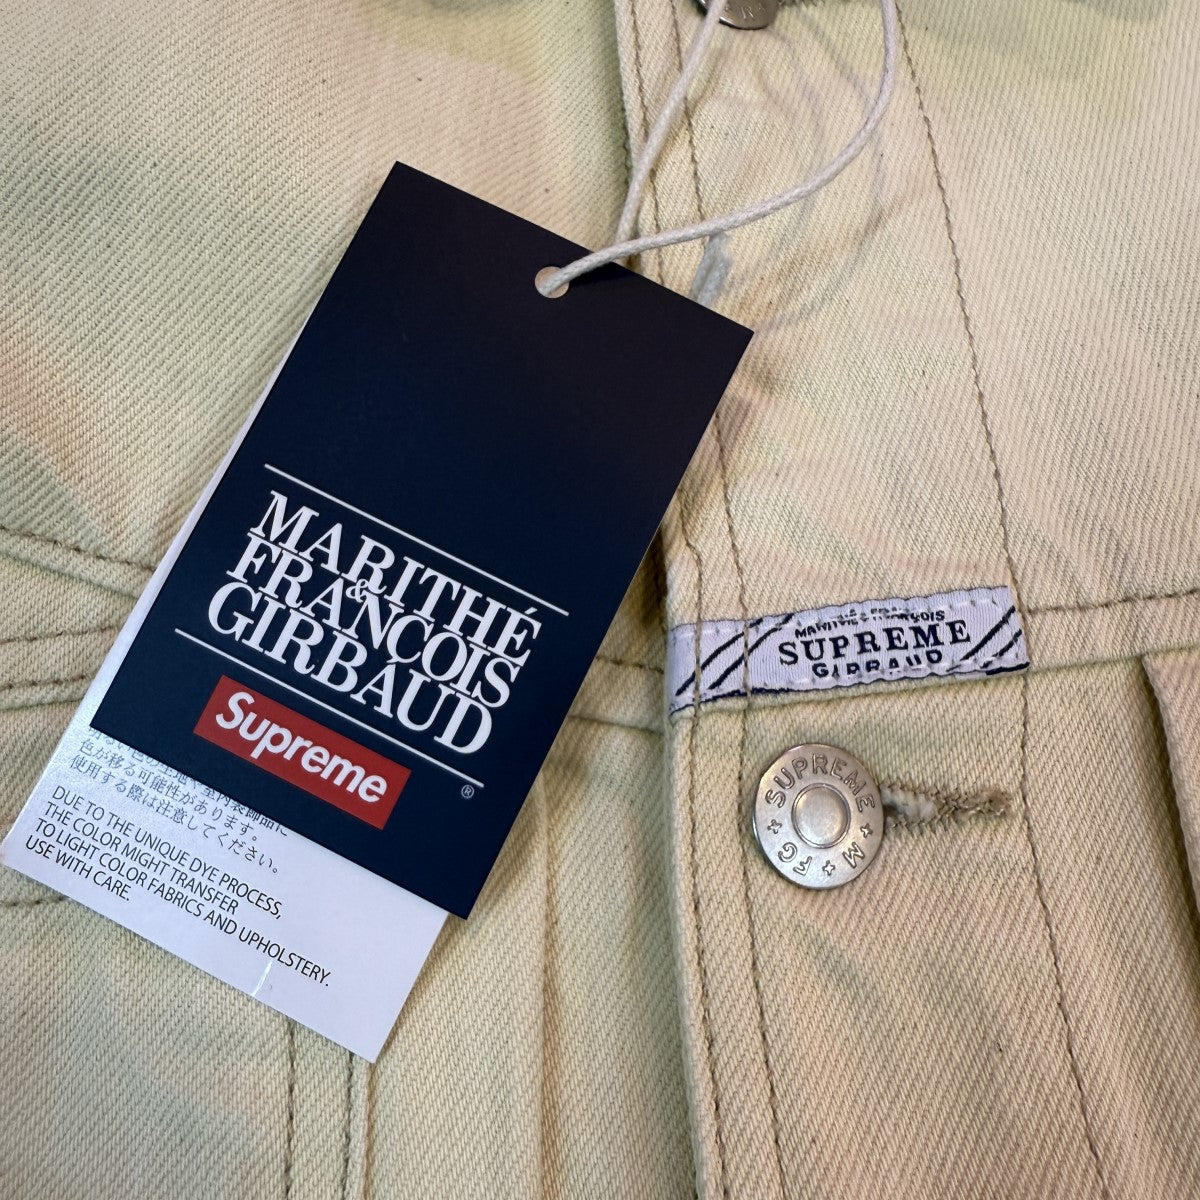 MARITHÉ
&
FRANÇOIS
GIRBAUD
Supreme
®
色が移る可能性があります。
使用する際は注意してください。
DUE TO THE UNIQUE DYE PROCESS,
THE COLOR MIGHT TRANSFER
TO LIGHT COLOR FABRICS AND UPHOLSTERY.
USE WITH CARE.
MARITHÉ & FRANÇOIS
SUPREME
GIRBAUD
SUPREME
M + FG